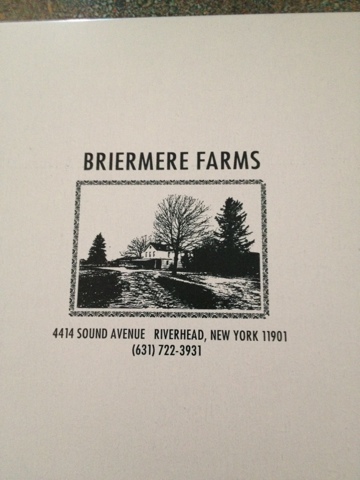 BRIERMERE FARMS
4414 SOUND AVENUE RIVERHEAD, NEW YORK 11901
(631) 722-3931